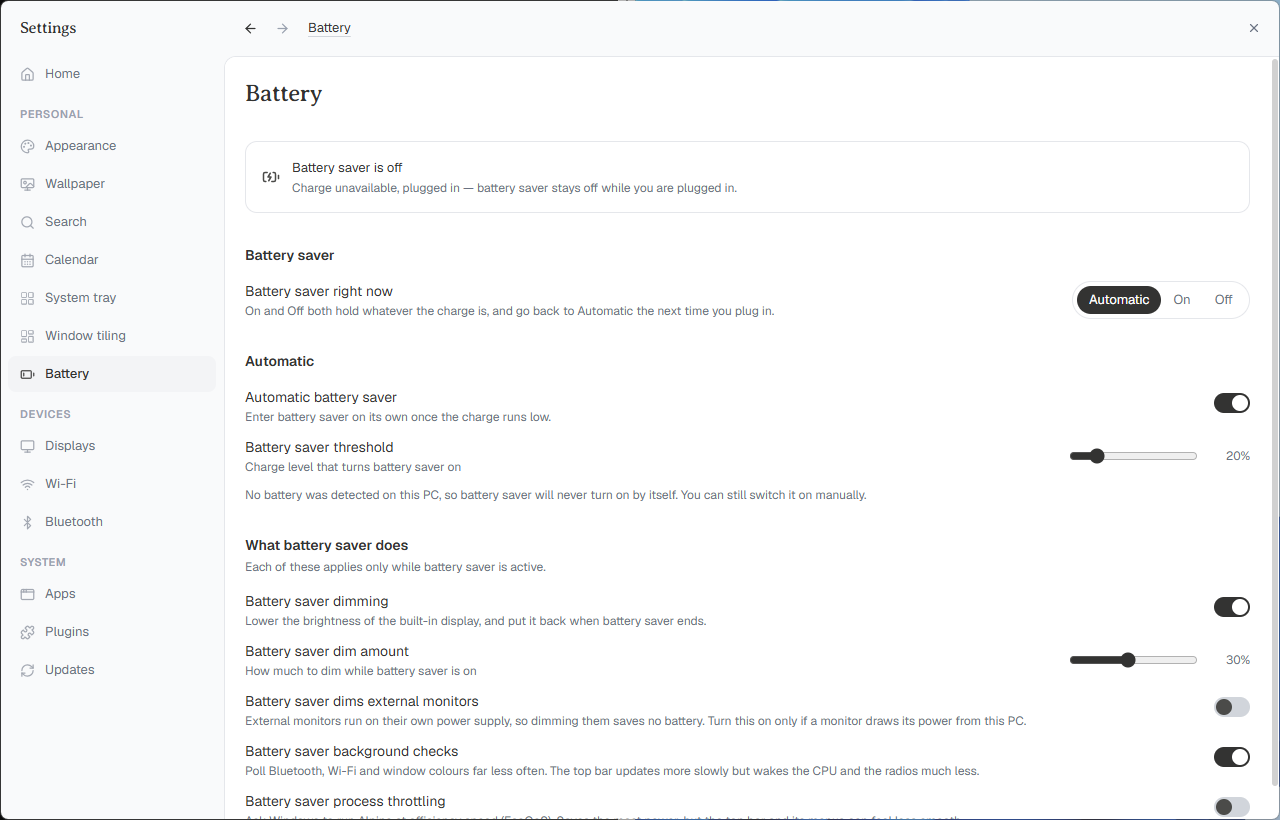 Settings
Battery
Home
PERSONAL
Appearance
Wallpaper
Search
Calendar
System tray
Window tiling
Battery
DEVICES
Displays
Wi-Fi
Bluetooth
SYSTEM
Apps
Plugins
Updates
Battery
Battery saver is off
Charge unavailable, plugged in — battery saver stays off while you are plugged in.
Battery saver
Battery saver right now
On and Off both hold whatever the charge is, and go back to Automatic the next time you plug in.
Automatic On Off
Automatic
Automatic battery saver
Enter battery saver on its own once the charge runs low.
Battery saver threshold
Charge level that turns battery saver on
20%
No battery was detected on this PC, so battery saver will never turn on by itself. You can still switch it on manually.
What battery saver does
Each of these applies only while battery saver is active.
Battery saver dimming
Lower the brightness of the built-in display, and put it back when battery saver ends.
Battery saver dim amount
How much to dim while battery saver is on
30%
Battery saver dims external monitors
External monitors run on their own power supply, so dimming them saves no battery. Turn this on only if a monitor draws its power from this PC.
Battery saver background checks
Poll Bluetooth, Wi-Fi and window colours far less often. The top bar updates more slowly but wakes the CPU and the radios much less.
Battery saver process throttling